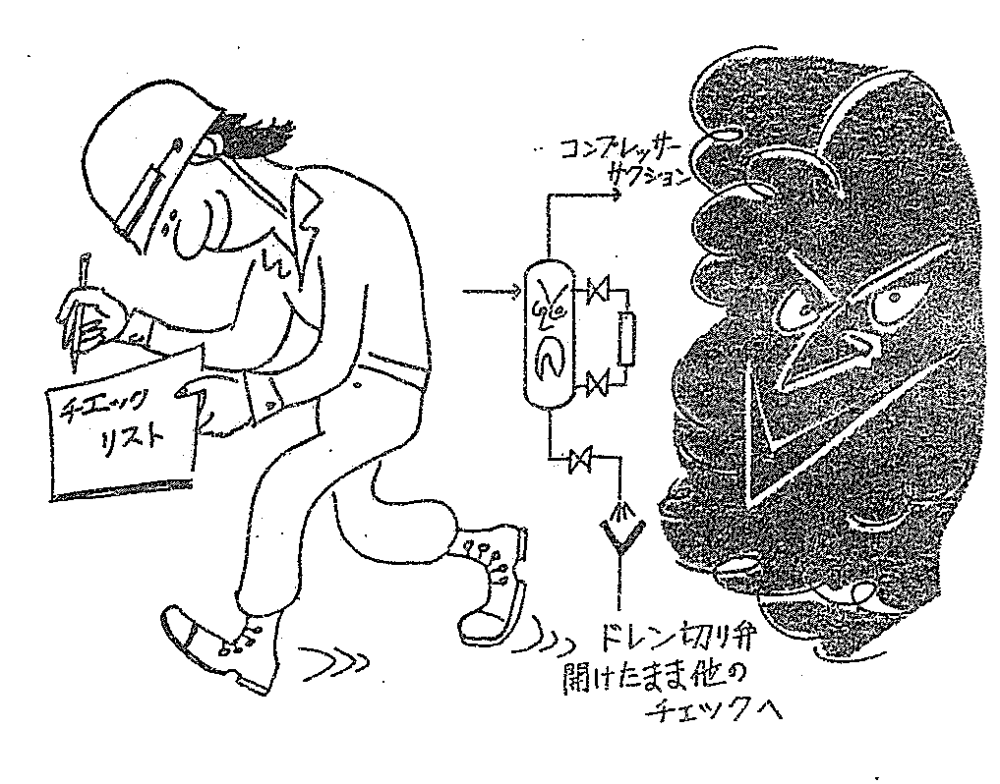 チェック
リスト
コンプレッサー
サクション
ドレン切り弁
開けたまま他の
チェックへ